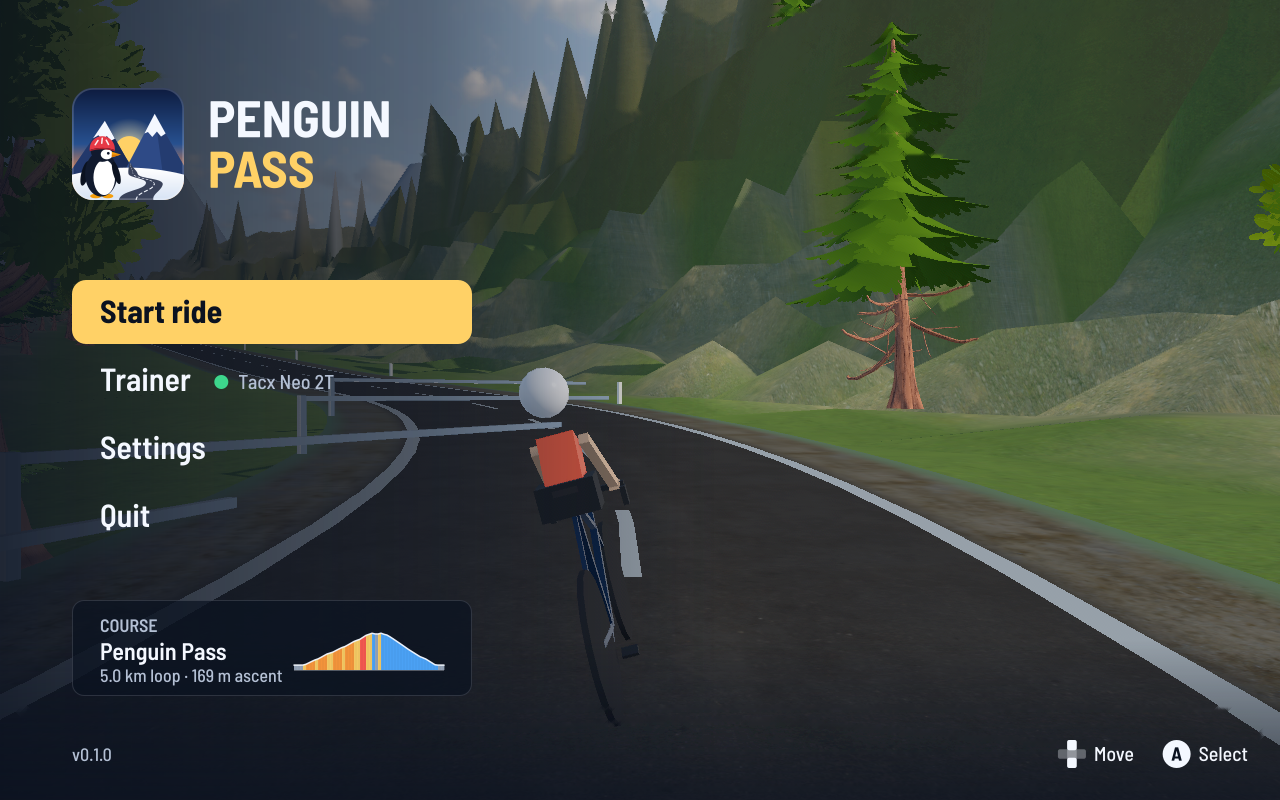 PENGUIN
PASS
Start ride
Trainer Tacx Neo 2T
Settings
Quit
COURSE
Penguin Pass
5.0 km loop · 169 m ascent
v0.1.0
Move
A Select